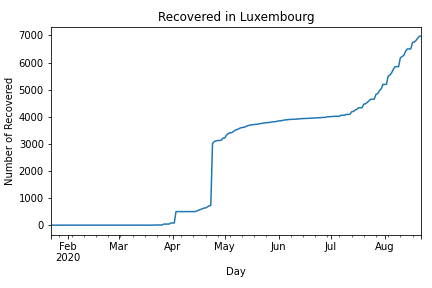 Recovered in Luxembourg
Number of Recovered
7000
6000
5000
4000
3000
2000
1000
0
Feb
2020
Mar
Apr
May
Jun
Jul
Aug
Day